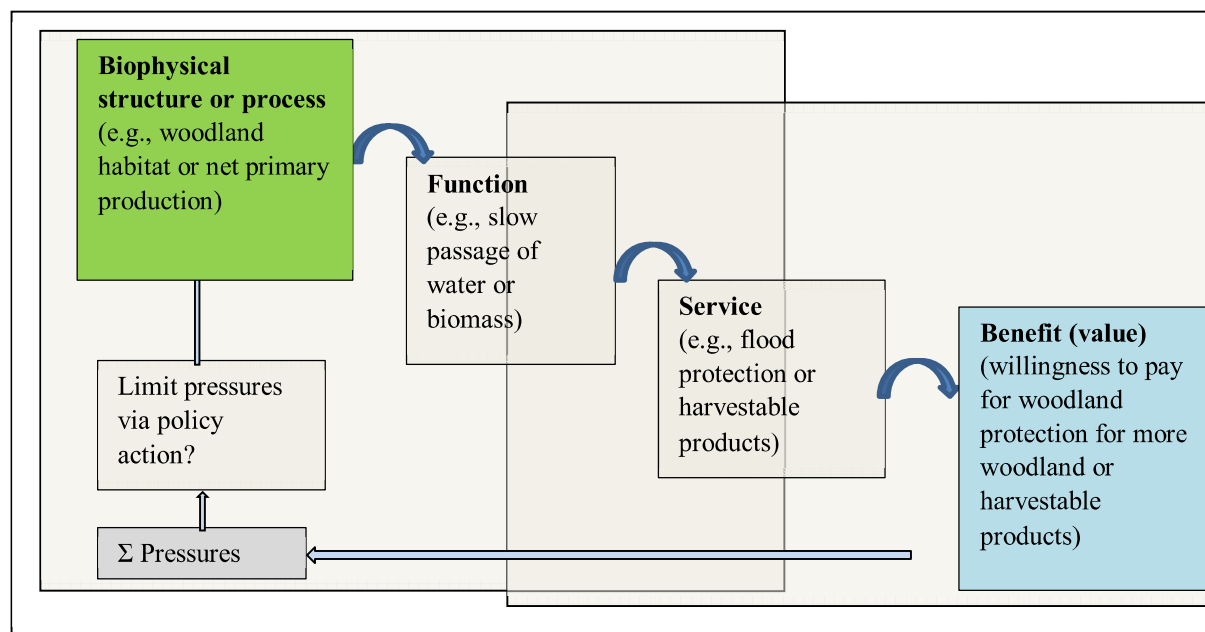 Biophysical
structure or process
(e.g., woodland
habitat or net primary
production)
Function
(e.g., slow
passage of
water or
biomass)
Service
(e.g., flood
protection or
harvestable
products)
Benefit (value)
(willingness to pay
for woodland
protection for more
woodland or
harvestable
products)
Limit pressures
via policy
action?
Σ Pressures